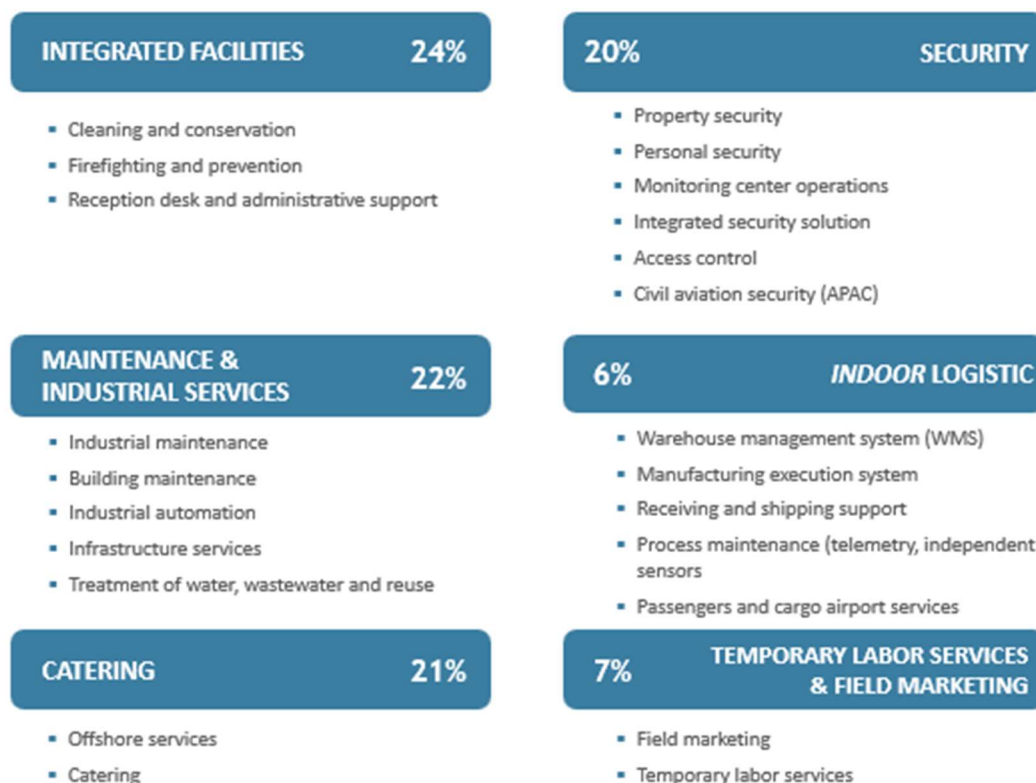 INTEGRATED FACILITIES 24%
▪ Cleaning and conservation
▪ Firefighting and prevention
▪ Reception desk and administrative support
20% SECURITY
▪ Property security
▪ Personal security
▪ Monitoring center operations
▪ Integrated security solution
▪ Access control
▪ Civil aviation security (APAC)
MAINTENANCE &
INDUSTRIAL SERVICES 22%
▪ Industrial maintenance
▪ Building maintenance
▪ Industrial automation
▪ Infrastructure services
▪ Treatment of water, wastewater and reuse
6% INDOOR LOGISTIC
▪ Warehouse management system (WMS)
▪ Manufacturing execution system
▪ Receiving and shipping support
▪ Process maintenance (telemetry, independent
sensors
▪ Passengers and cargo airport services
CATERING 21%
▪ Offshore services
▪ Catering
7% TEMPORARY LABOR SERVICES
& FIELD MARKETING
▪ Field marketing
▪ Temporary labor services